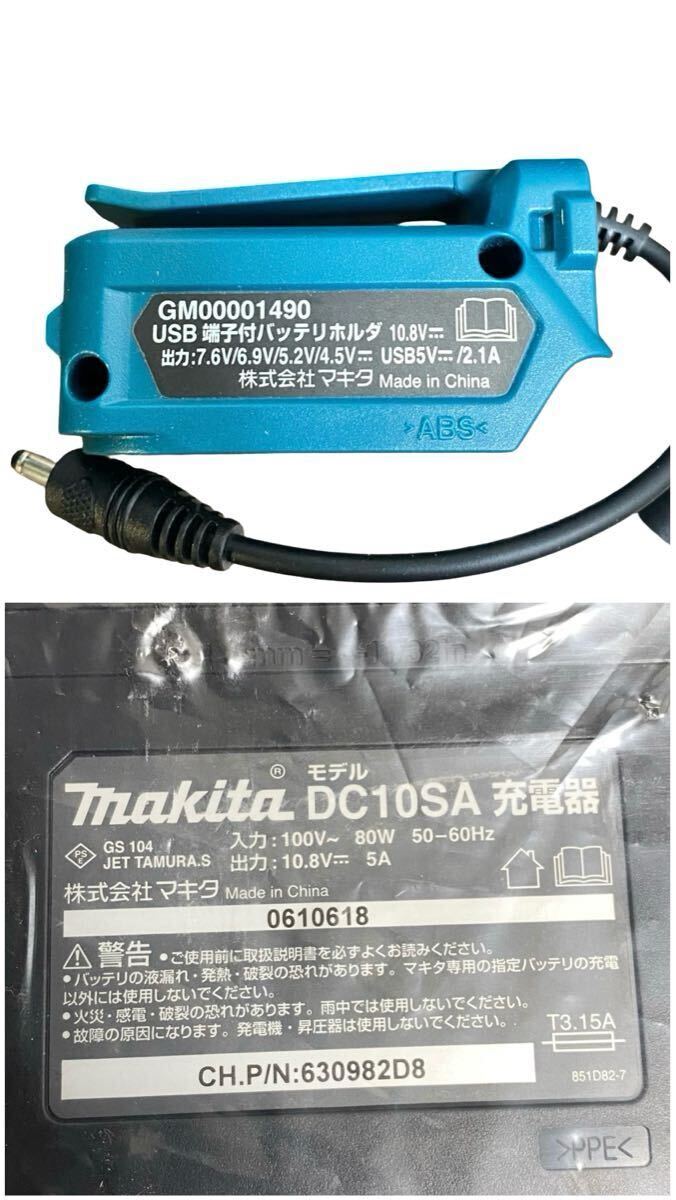 GM00001490
USB 端子付バッテリホルダ 10.8V⎓
出力:7.6V/6.9V/5.2V/4.5V⎓ USB5V⎓/2.1A
株式会社マキタ Made in China
>ABS<
makita® モデル DC10SA 充電器
PSE GS 104 JET TAMURA.S
入力:100V~ 80W 50-60Hz
出力:10.8V⎓ 5A
株式会社マキタ Made in China
0610618
⚠警告 •ご使用前に取扱説明書を必ずよくお読みください。
•バッテリの液漏れ・発熱・破裂の恐れがあります。マキタ専用の指定バッテリの充電
以外には使用しないでください。
•火災・感電・破裂の恐れがあります。雨中では使用しないでください。
•故障の原因になります。発電機・昇圧器は使用しないでください。
T3.15A
CH.P/N:630982D8
851D82-7
>PPE<